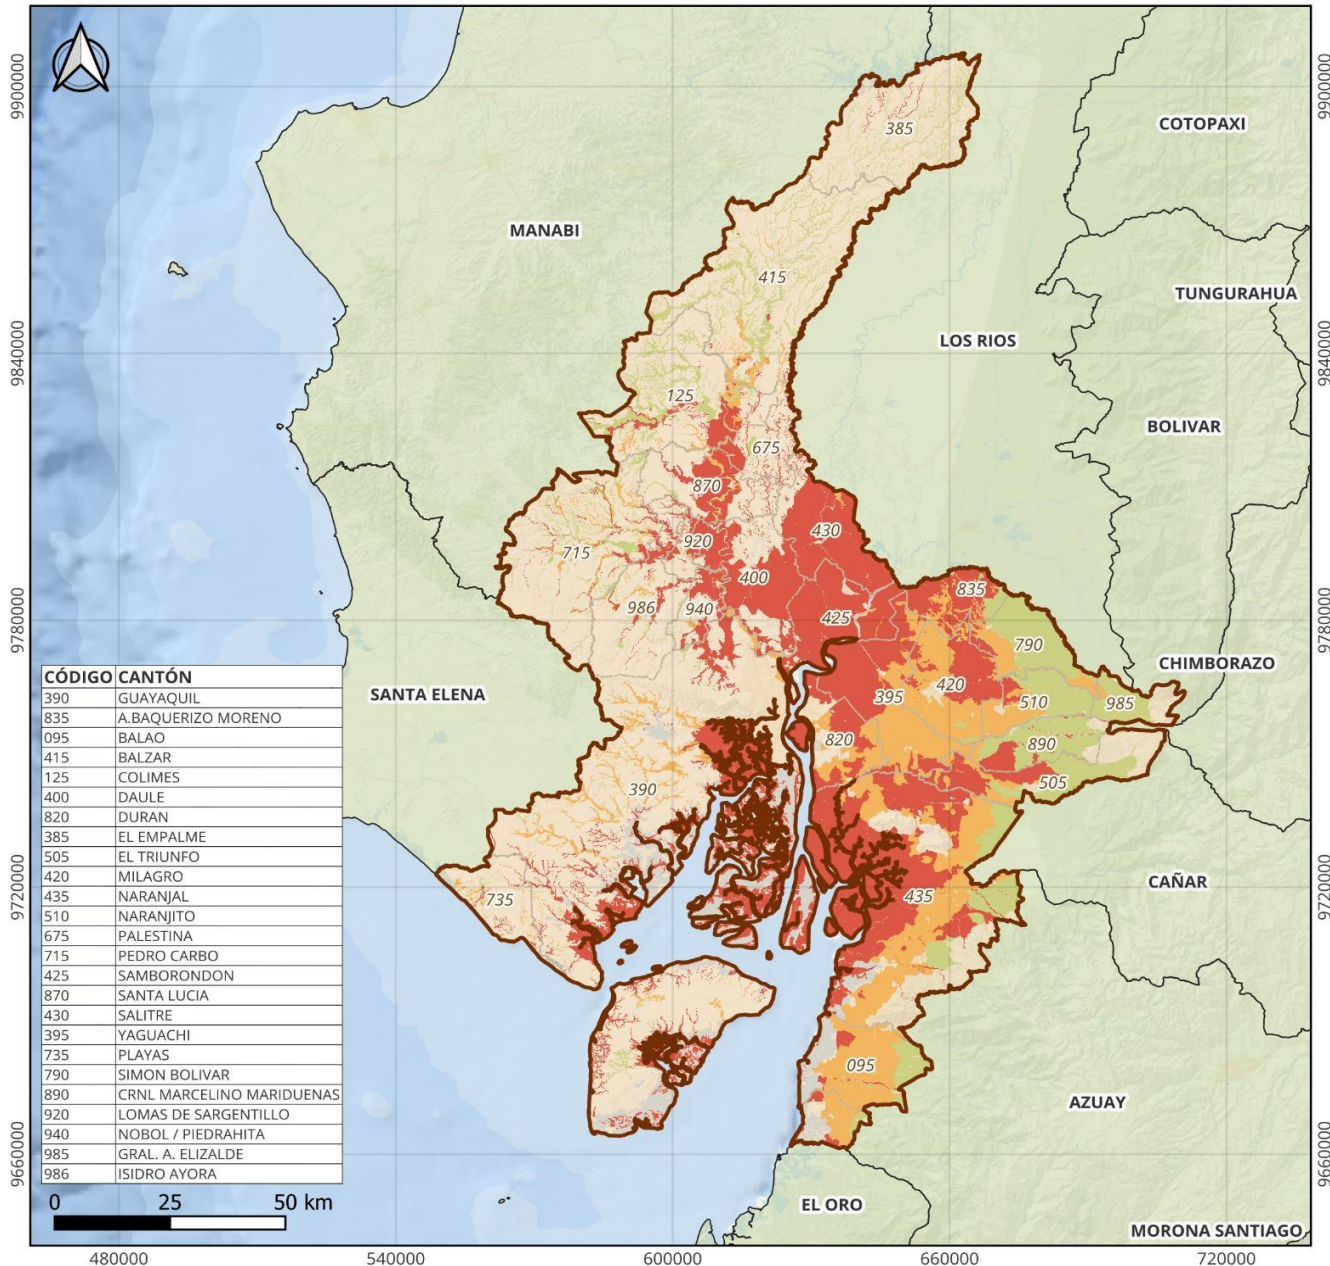 COTOPAXI
385
MANABI
415
TUNGURAHUA
LOS RIOS
125
BOLIVAR
675
870
430
920
715
400
835
986
940
425
790
CHIMBORAZO
SANTA ELENA
420
395
510
985
820
890
390
505
CAÑAR
735
435
095
AZUAY
EL ORO
MORONA SANTIAGO
CÓDIGO CANTÓN
390 GUAYAQUIL
835 A.BAQUERIZO MORENO
095 BALAO
415 BALZAR
125 COLIMES
400 DAULE
820 DURAN
385 EL EMPALME
505 EL TRIUNFO
420 MILAGRO
435 NARANJAL
510 NARANJITO
675 PALESTINA
715 PEDRO CARBO
425 SAMBORONDON
870 SANTA LUCIA
430 SALITRE
395 YAGUACHI
735 PLAYAS
790 SIMON BOLIVAR
890 CRNL MARCELINO MARIDUENAS
920 LOMAS DE SARGENTILLO
940 NOBOL / PIEDRAHITA
985 GRAL. A. ELIZALDE
986 ISIDRO AYORA
0 25 50 km
9900000
9840000
9780000
9720000
9660000
9900000
9840000
9780000
9720000
9660000
480000 540000 600000 660000 720000